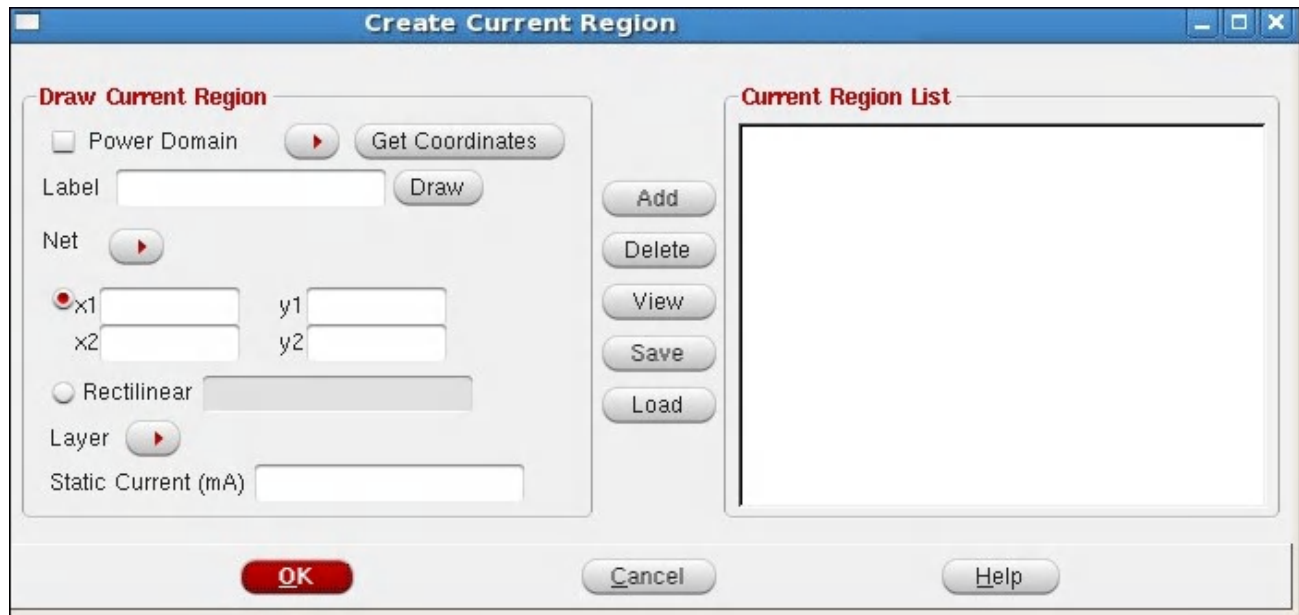 Create Current Region
Draw Current Region
Power Domain Get Coordinates
Label Draw
Net
x1 y1
x2 y2
Rectilinear
Layer
Static Current (mA)
Add
Delete
View
Save
Load
Current Region List
OK Cancel Help